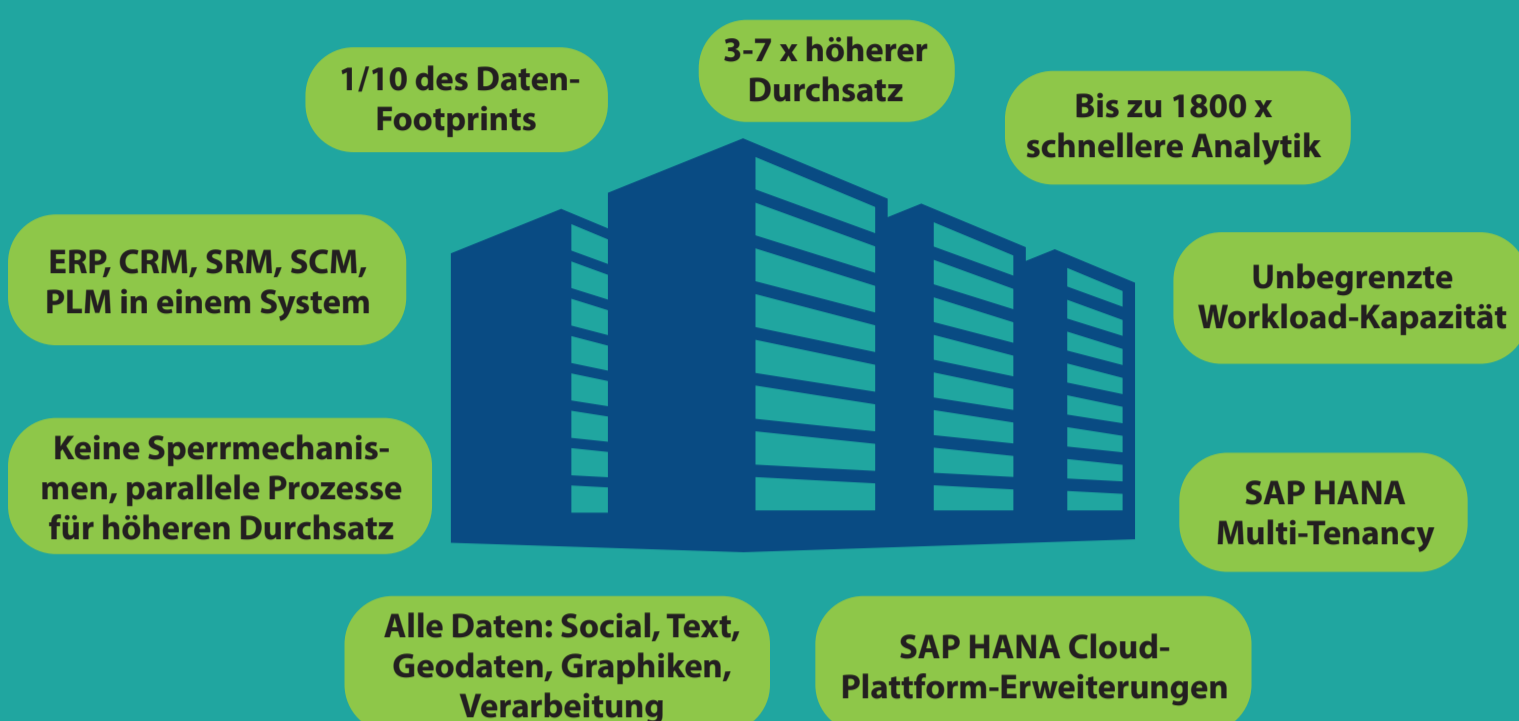 3-7 x höherer
Durchsatz
1/10 des Daten-
Footprints
Bis zu 1800 x
schnellere Analytik
ERP, CRM, SRM, SCM,
PLM in einem System
Unbegrenzte
Workload-Kapazität
Keine Sperrmechanis-
men, parallele Prozesse
für höheren Durchsatz
SAP HANA
Multi-Tenancy
Alle Daten: Social, Text,
Geodaten, Graphiken,
Verarbeitung
SAP HANA Cloud-
Plattform-Erweiterungen